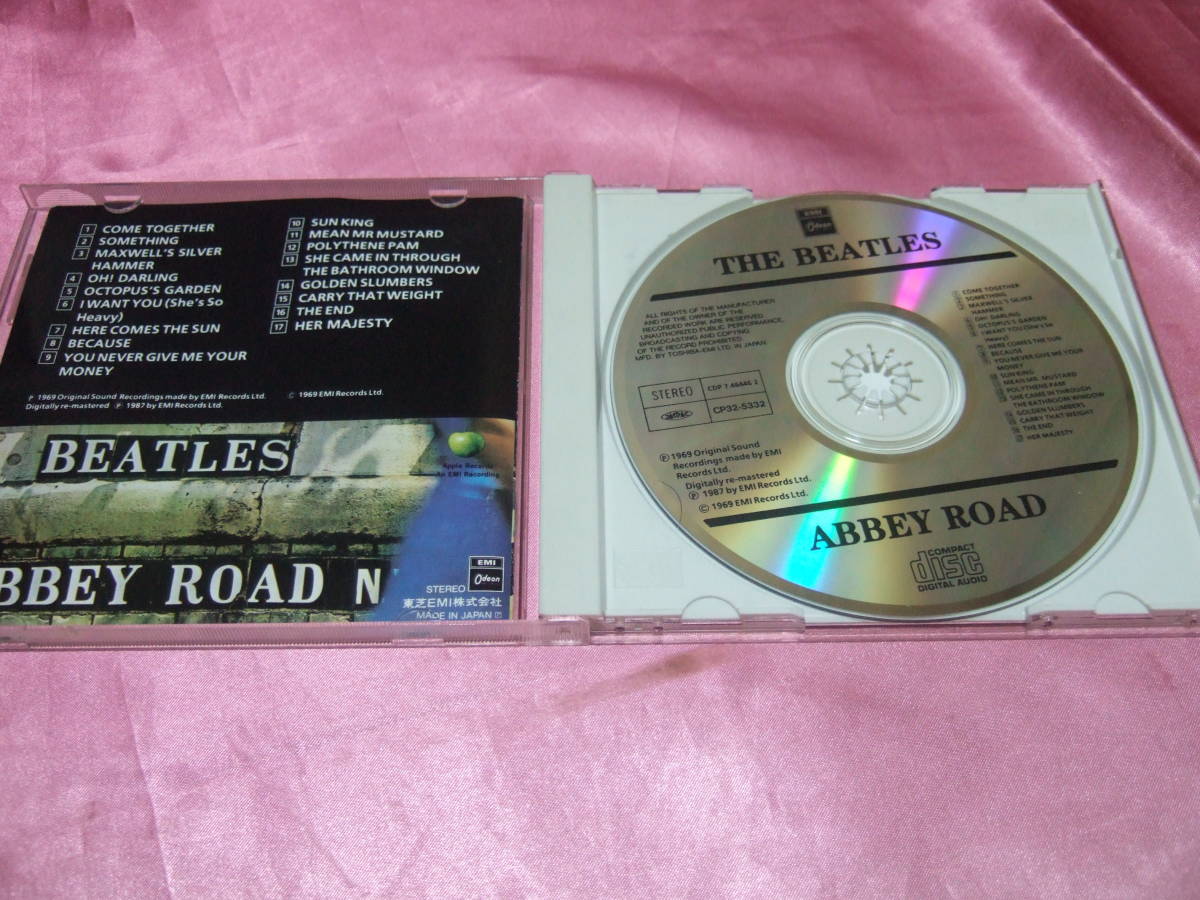 1 COME TOGETHER
2 SOMETHING
3 MAXWELL'S SILVER
HAMMER
4 OH! DARLING
5 OCTOPUS'S GARDEN
6 I WANT YOU (She's So
Heavy)
7 HERE COMES THE SUN
8 BECAUSE
9 YOU NEVER GIVE ME YOUR
MONEY
10 SUN KING
11 MEAN MR MUSTARD
12 POLYTHENE PAM
13 SHE CAME IN THROUGH
THE BATHROOM WINDOW
14 GOLDEN SLUMBERS
15 CARRY THAT WEIGHT
16 THE END
17 HER MAJESTY
℗ 1969 Original Sound Recordings made by EMI Records Ltd.
Digitally re-mastered ℗ 1987 by EMI Records Ltd.
© 1969 EMI Records Ltd.
BEATLES
Apple Records
An EMI Recording
BBEY ROAD N
EMI
Odeon
STEREO
東芝EMI株式会社
MADE IN JAPAN ℗
EMI
Odeon
THE BEATLES
ALL RIGHTS OF THE MANUFACTURER
AND OF THE OWNER OF THE
RECORDED WORK ARE RESERVED
UNAUTHORIZED PUBLIC PERFORMANCE,
BROADCASTING AND COPYING
OF THE RECORD PROHIBITED.
MFD. BY TOSHIBA-EMI LTD. IN JAPAN.
STEREO
CDP 7 46446 2
CP32-5332
COME TOGETHER
SOMETHING
MAXWELL'S SILVER
HAMMER
OH! DARLING
OCTOPUS'S GARDEN
I WANT YOU (She's So
Heavy)
HERE COMES THE SUN
BECAUSE
YOU NEVER GIVE ME YOUR
MONEY
SUN KING
MEAN MR. MUSTARD
POLYTHENE PAM
SHE CAME IN THROUGH
THE BATHROOM WINDOW
GOLDEN SLUMBERS
CARRY THAT WEIGHT
THE END
HER MAJESTY
℗ 1969 Original Sound
Recordings made by EMI
Records Ltd.
Digitally re-mastered
℗ 1987 by EMI Records Ltd.
© 1969 EMI Records Ltd.
ABBEY ROAD
COMPACT
disc
DIGITAL AUDIO